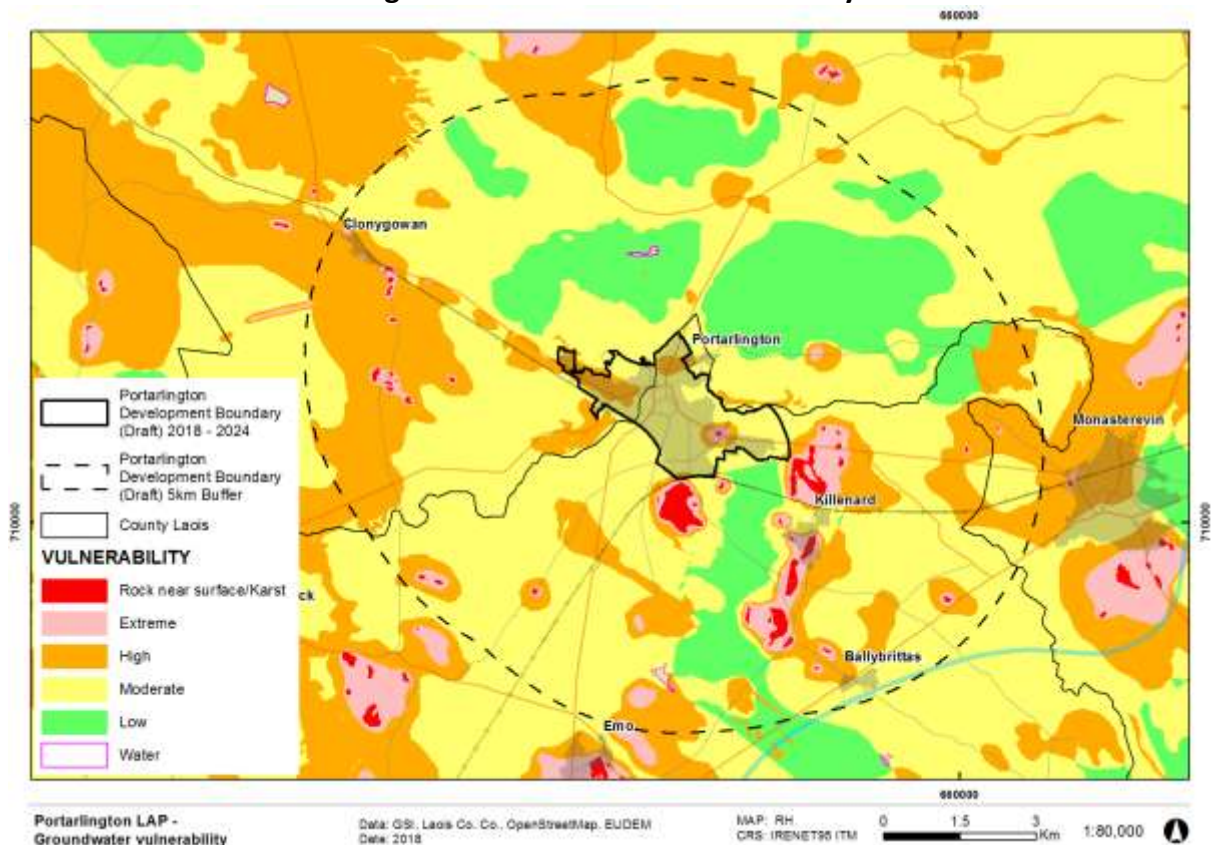 660000
Clonygowan
Portarlington
Monasterevin
Killenard
Ballybrittas
Emo
710000
710000
Portarlington
Development Boundary
(Draft) 2018 - 2024
Portarlington
Development Boundary
(Draft) 5km Buffer
County Laois
VULNERABILITY
Rock near surface/Karst
ck
Extreme
High
Moderate
Low
Water
660000
Portarlington LAP -
Groundwater vulnerability
Data: GSI, Laois Co. Co., OpenStreetMap, EUDEM
Date: 2018
MAP: RH
CRS: IRENET95 ITM
0 1.5 3
Km
1:80,000